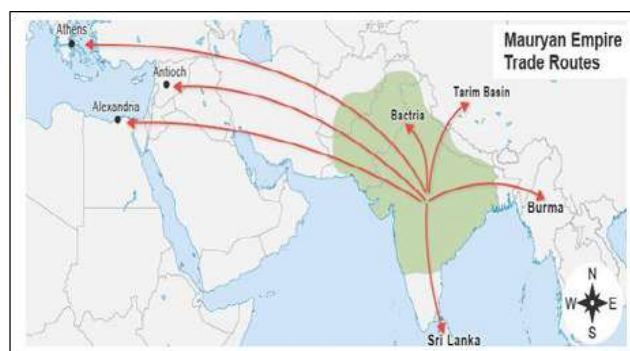 Athens
Mauryan Empire
Trade Routes
Antioch
Tarim Basin
Alexandria
Bactria
Burma
N
W E
S
Sri Lanka